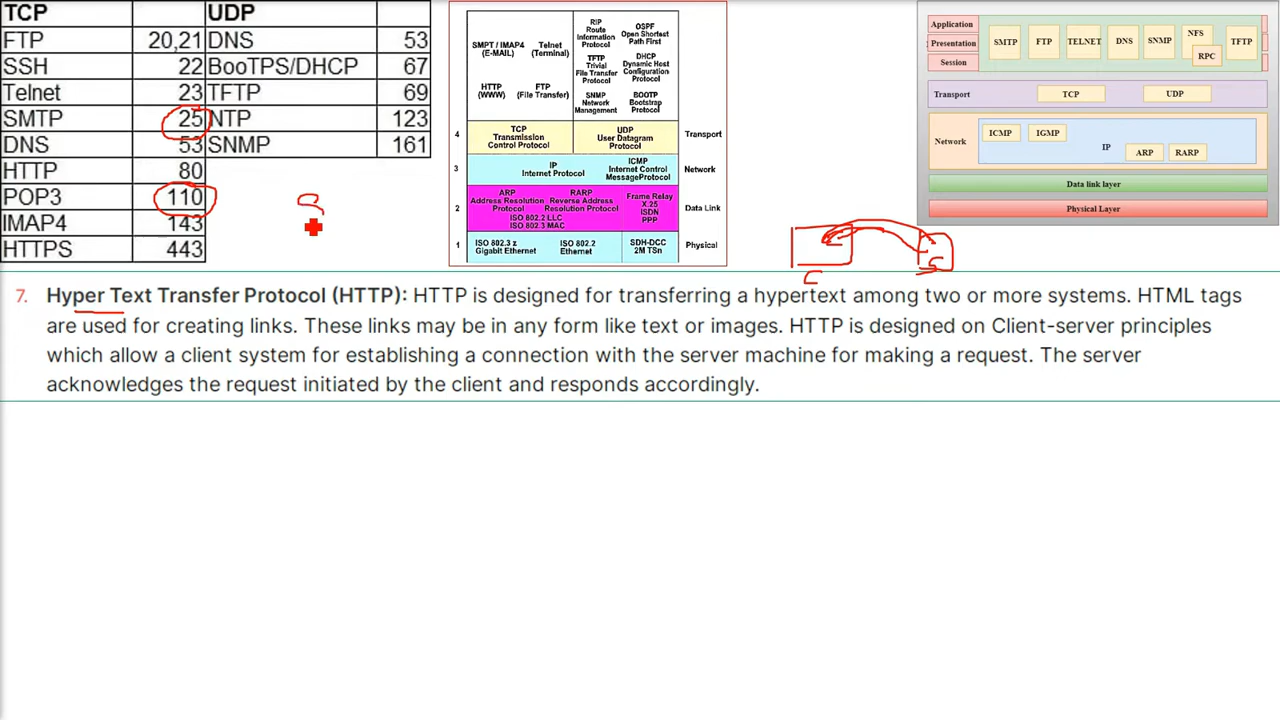 TCP UDP
FTP 20,21 DNS 53
SSH 22 BooTPS/DHCP 67
Telnet 23 TFTP 69
SMTP 25 NTP 123
DNS 53 SNMP 161
HTTP 80
POP3 110
IMAP4 143
HTTPS 443
SMPT / IMAP4
(E-MAIL)
Telnet
(Terminal)
HTTP
(WWW)
FTP
(File Transfer)
RIP
Route
Information
Protocol
TFTP
Trivial
File Transfer
Protocol
SNMP
Network
Management
OSPF
Open Shortest
Path First
DHCP
Dynamic Host
Configuration
Protocol
BOOTP
Bootstrap
Protocol
4
TCP
Transmission
Control Protocol
UDP
User Datagram
Protocol
Transport
3
IP
Internet Protocol
ICMP
Internet Control
MessageProtocol
Network
2
ARP
Address Resolution
Protocol
RARP
Reverse Address
Resolution Protocol
ISO 802.2 LLC
ISO 802.3 MAC
Frame Relay
X.25
ISDN
PPP
Data Link
1
ISO 802.3 x
Gigabit Ethernet
ISO 802.2
Ethernet
SDH-DCC
2M TSn
Physical
Application
Presentation
Session
SMTP FTP TELNET DNS SNMP NFS RPC TFTP
Transport TCP UDP
Network ICMP IGMP IP ARP RARP
Data link layer
Physical Layer
C
S
7. Hyper Text Transfer Protocol (HTTP): HTTP is designed for transferring a hypertext among two or more systems. HTML tags
are used for creating links. These links may be in any form like text or images. HTTP is designed on Client-server principles
which allow a client system for establishing a connection with the server machine for making a request. The server
acknowledges the request initiated by the client and responds accordingly.